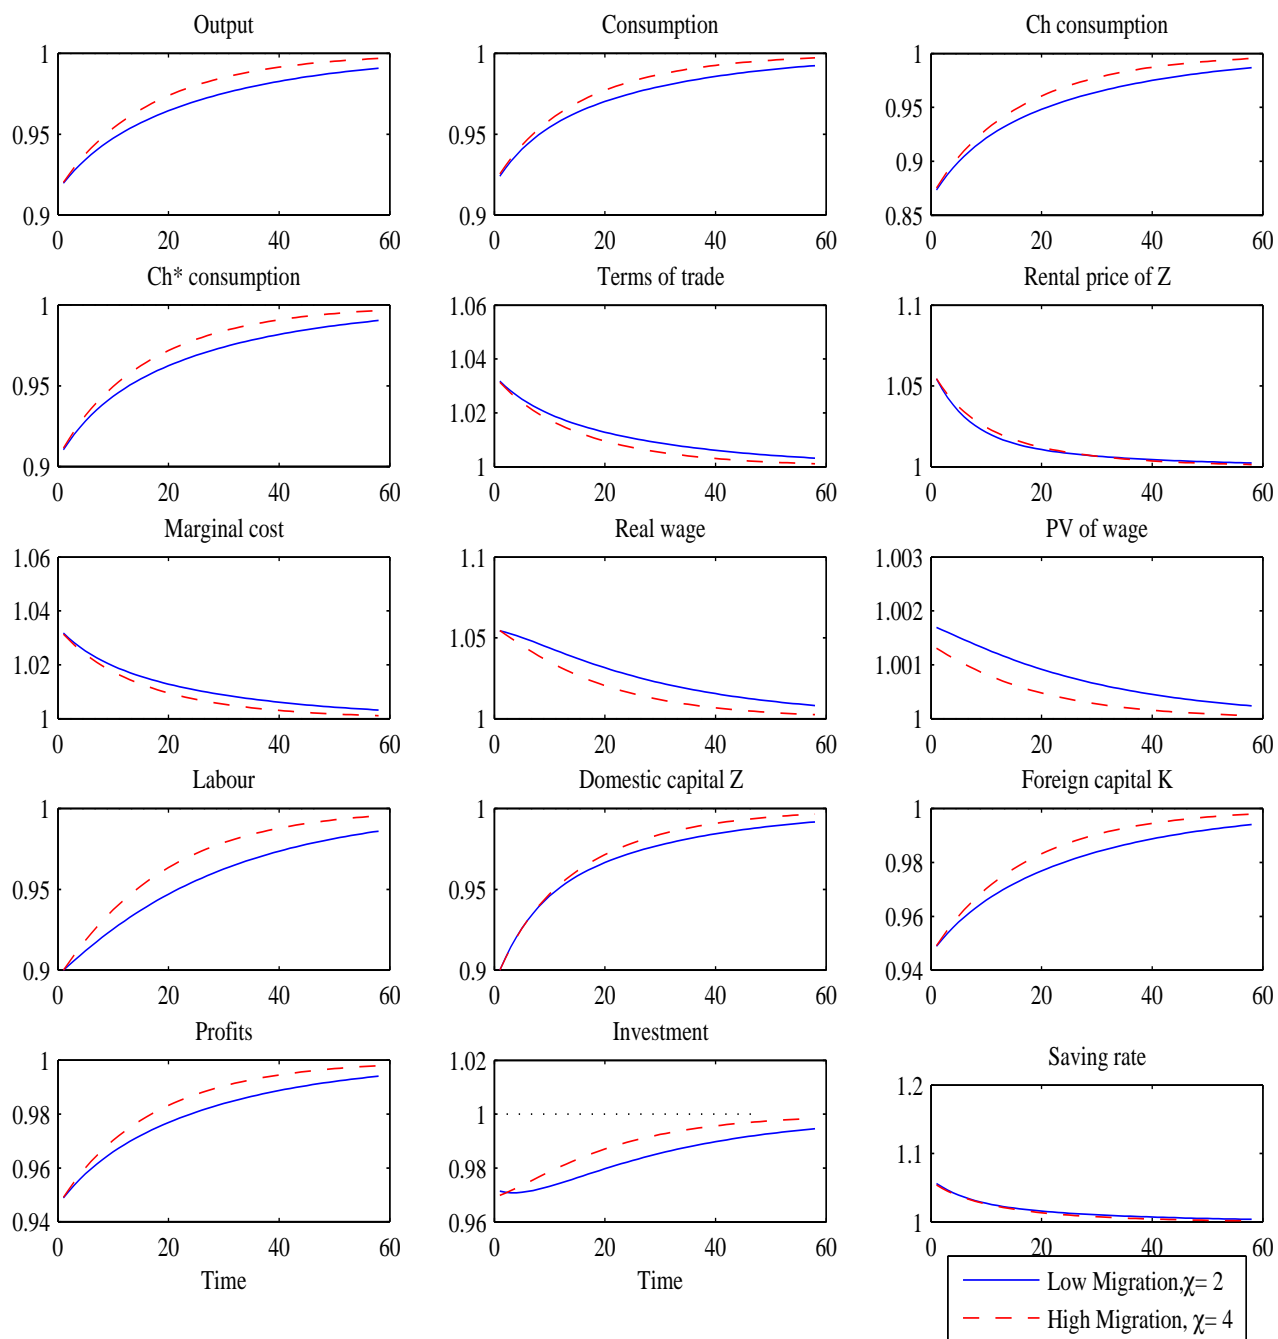 Output
Consumption
Ch consumption
1
0.95
0.9
0 20 40 60
1
0.95
0.9
0 20 40 60
1
0.95
0.9
0.85
0 20 40 60
Ch* consumption
Terms of trade
Rental price of Z
1
0.95
0.9
0 20 40 60
1.06
1.04
1.02
1
0 20 40 60
1.1
1.05
1
0 20 40 60
Marginal cost
Real wage
PV of wage
1.06
1.04
1.02
1
0 20 40 60
1.1
1.05
1
0 20 40 60
1.003
1.002
1.001
1
0 20 40 60
Labour
Domestic capital Z
Foreign capital K
1
0.95
0.9
0 20 40 60
1
0.95
0.9
0 20 40 60
1
0.98
0.96
0.94
0 20 40 60
Profits
Investment
Saving rate
1
0.98
0.96
0.94
0 20 40 60
Time
1.02
1
0.98
0.96
0 20 40 60
Time
1.2
1.1
1
0 20 40 60
Low Migration,χ= 2
High Migration, χ= 4